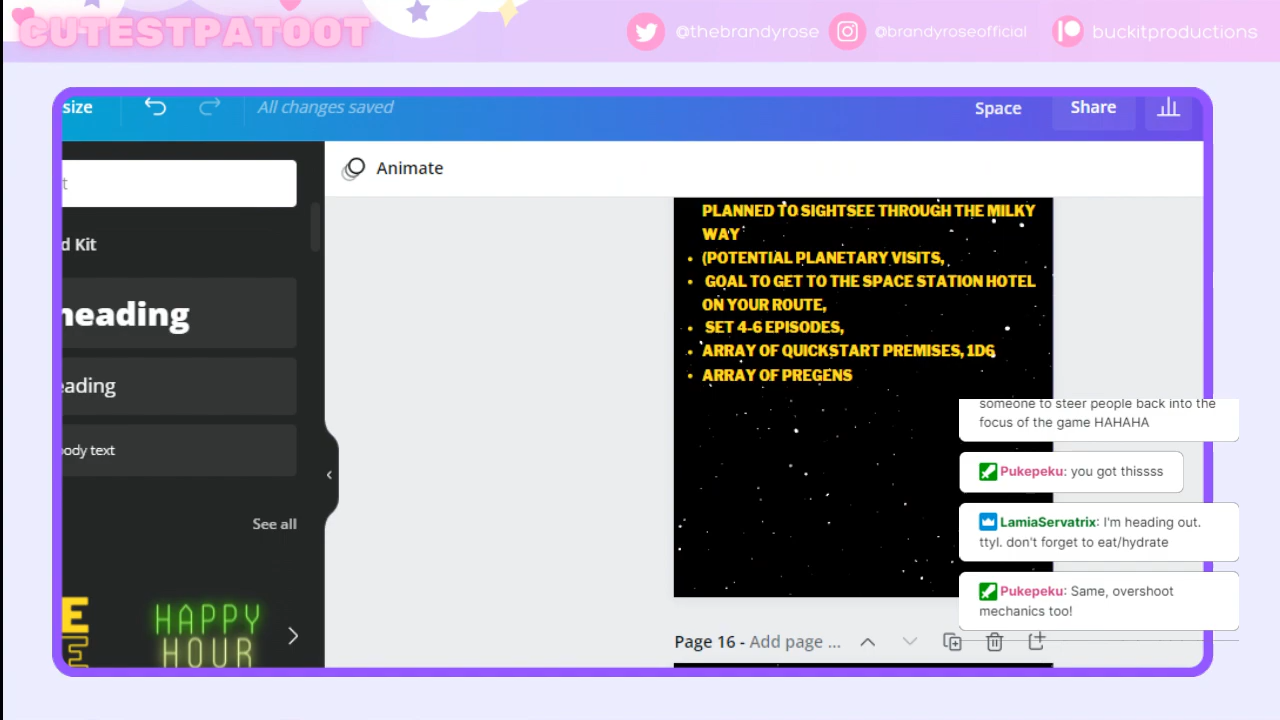 CUTESTPATOOT
@thebrandyrose
@brandyroseofficial
buckitproductions
size
All changes saved
Space
Share
t
Animate
d Kit
heading
eading
body text
See all
HAPPY
HOUR
PLANNED TO SIGHTSEE THROUGH THE MILKY
WAY
• (POTENTIAL PLANETARY VISITS,
• GOAL TO GET TO THE SPACE STATION HOTEL
ON YOUR ROUTE,
• SET 4-6 EPISODES,
• ARRAY OF QUICKSTART PREMISES, 1D6
• ARRAY OF PREGENS
Page 16 - Add page ...
someone to steer people back into the
focus of the game HAHAHA
Pukepeku: you got thissss
LamiaServatrix: I'm heading out.
ttyl. don't forget to eat/hydrate
Pukepeku: Same, overshoot
mechanics too!